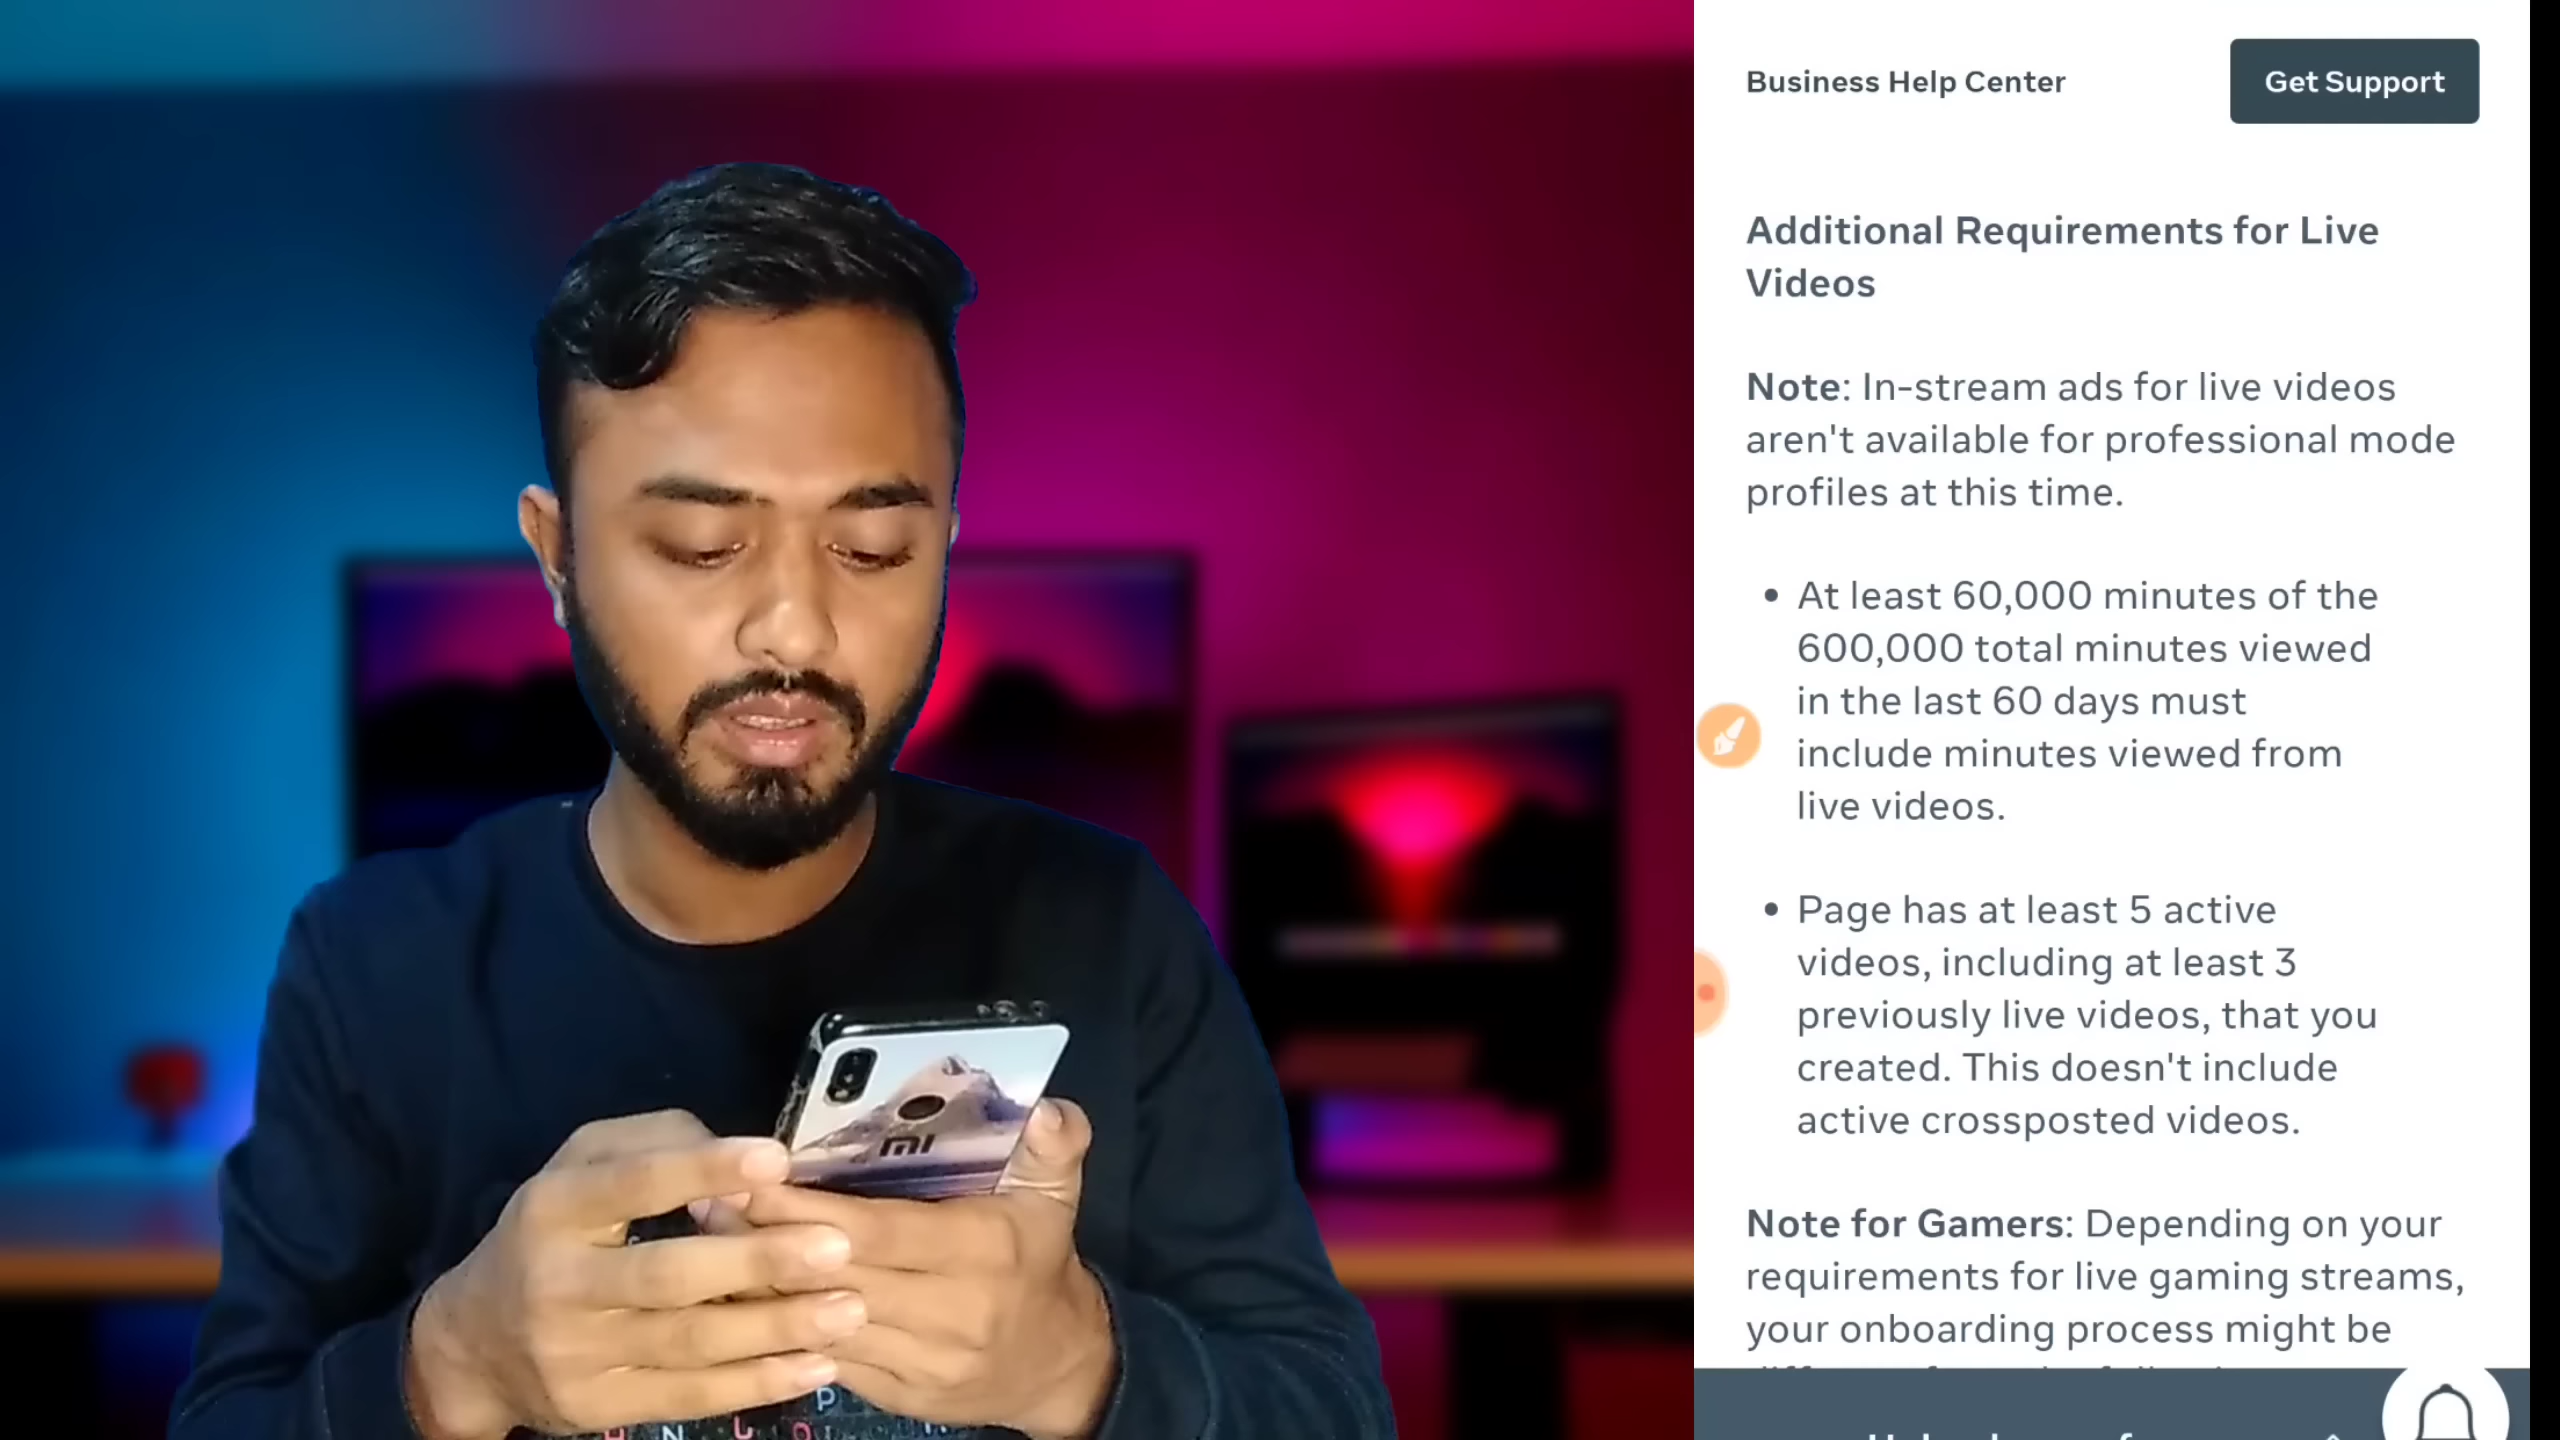 Business Help Center
Get Support
Additional Requirements for Live
Videos
Note: In-stream ads for live videos
aren't available for professional mode
profiles at this time.
• At least 60,000 minutes of the
600,000 total minutes viewed
in the last 60 days must
include minutes viewed from
live videos.
• Page has at least 5 active
videos, including at least 3
previously live videos, that you
created. This doesn't include
active crossposted videos.
Note for Gamers: Depending on your
requirements for live gaming streams,
your onboarding process might be
MI